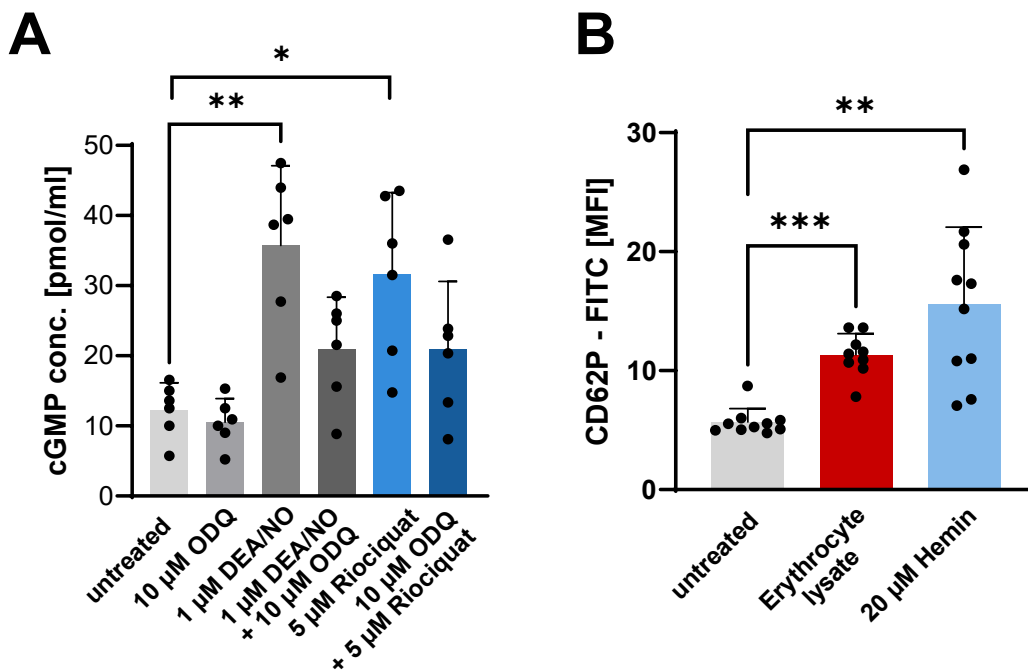 A
cGMP conc. [pmol/ml]
50
40
30
20
10
0
*
**
untreated
10 µM ODQ
1 µM DEA/NO
1 µM DEA/NO
+ 10 µM ODQ
5 µM Riociquat
10 µM ODQ
+ 5 µM Riociquat
B
CD62P - FITC [MFI]
30
20
10
0
**
***
untreated
Erythrocyte
lysate
20 µM Hemin